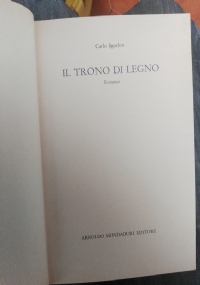 Carlo Sgorlon
IL TRONO DI LEGNO
Romanzo
ARNOLDO MONDADORI EDITORE